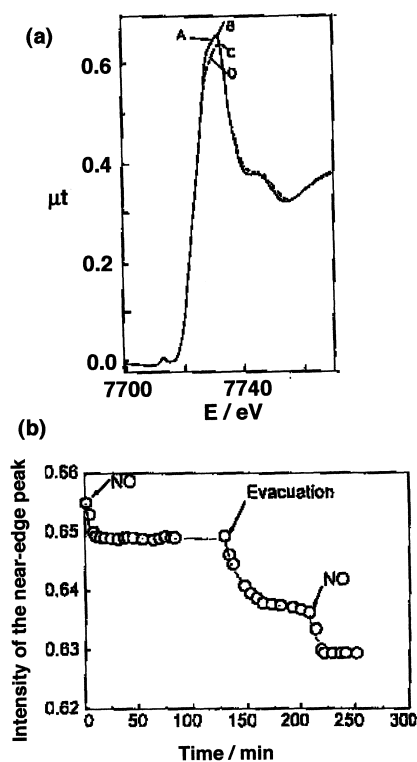 (a)
A B
C
D
0.6
0.4
μt
0.2
0.0
7700 7740
E / eV
(b)
Intensity of the near-edge peak
0.66
NO
Evacuation
0.65
NO
0.64
0.63
0.62
0 50 100 150 200 250 300
Time / min